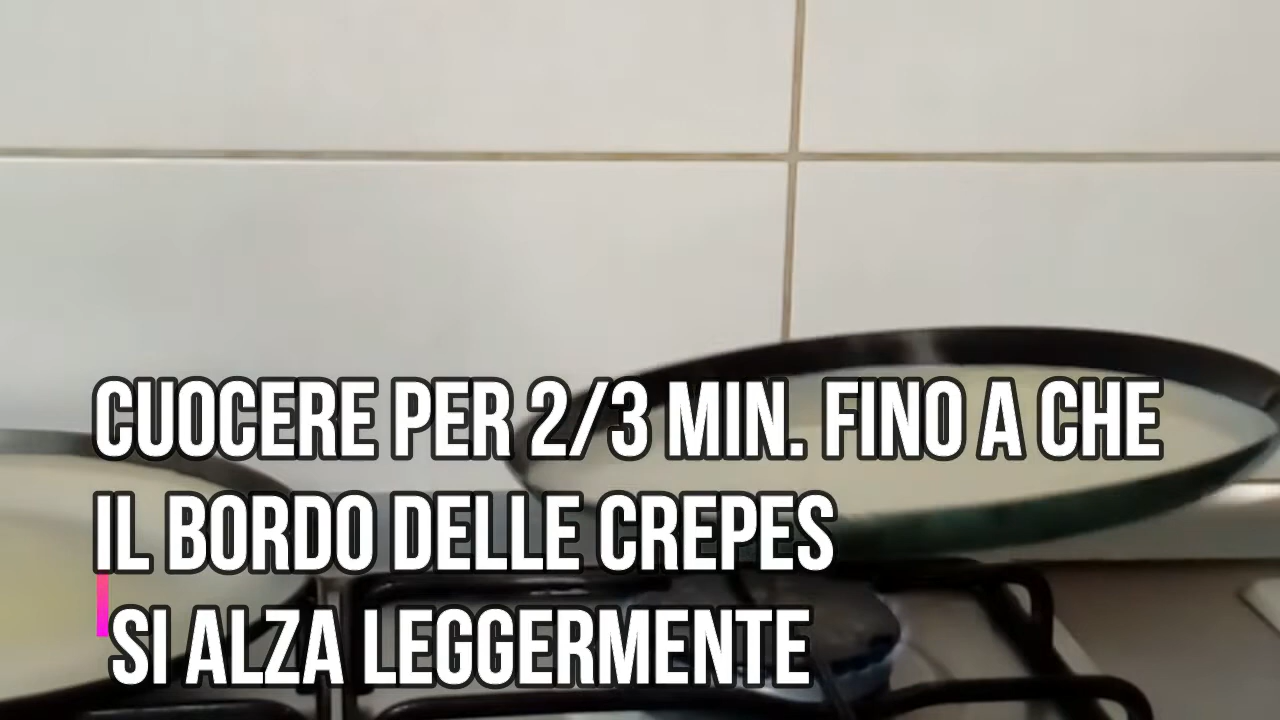 CUOCERE PER 2/3 MIN. FINO A CHE
IL BORDO DELLE CREPES
SI ALZA LEGGERMENTE